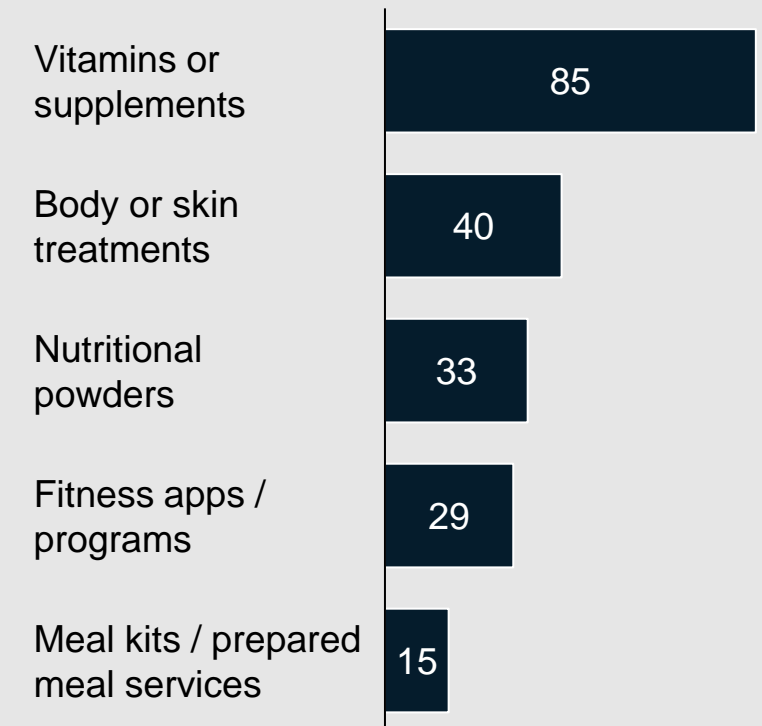 Vitamins or
supplements
85
Body or skin
treatments
40
Nutritional
powders
33
Fitness apps /
programs
29
Meal kits / prepared
meal services
15